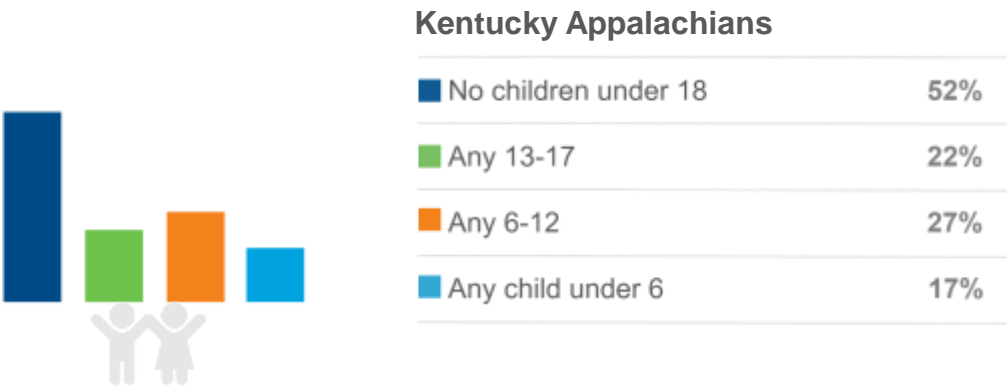 Kentucky Appalachians
No children under 18 52%
Any 13-17 22%
Any 6-12 27%
Any child under 6 17%